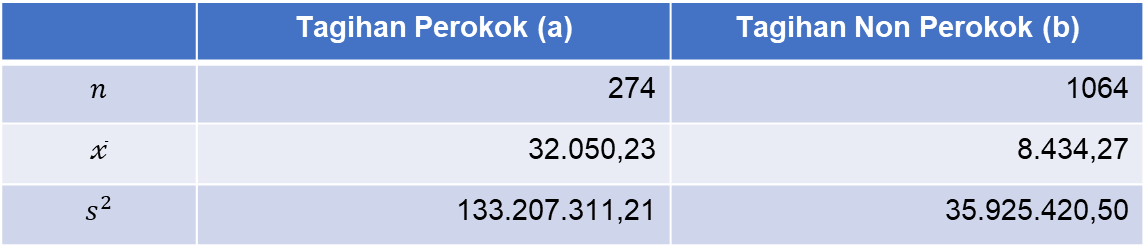 Tagihan Perokok (a) Tagihan Non Perokok (b)
n 274 1064
x̄ 32.050,23 8.434,27
s² 133.207.311,21 35.925.420,50